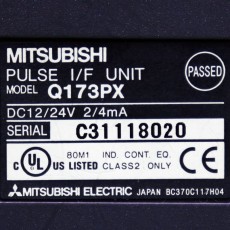 MITSUBISHI
PULSE I/F UNIT
PASSED
MODEL Q173PX
DC12/24V 2/4mA
SERIAL C31118020
80M1 IND. CONT. EQ.
C UL US LISTED CLASS2 ONLY
MITSUBISHI ELECTRIC JAPAN BC370C117H04